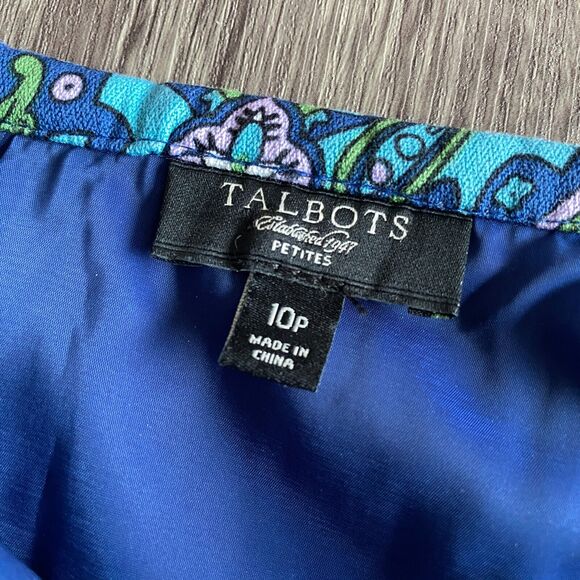 TALBOTS
Established 1947
PETITES
10P
MADE IN
CHINA